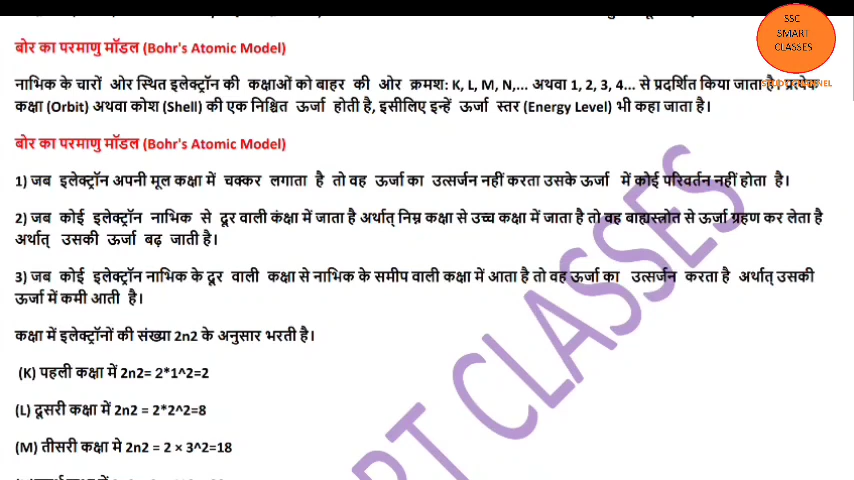 बोर का परमाणु मॉडल (Bohr's Atomic Model)
SSC
SMART
CLASSES
STUDY CHANNEL
नाभिक के चारों ओर स्थित इलेक्ट्रॉन की कक्षाओं को बाहर की ओर क्रमश: K, L, M, N,... अथवा 1, 2, 3, 4... से प्रदर्शित किया जाता है। प्रत्येक
कक्षा (Orbit) अथवा कोश (Shell) की एक निश्चित ऊर्जा होती है, इसीलिए इन्हें ऊर्जा स्तर (Energy Level) भी कहा जाता है।
बोर का परमाणु मॉडल (Bohr's Atomic Model)
1) जब इलेक्ट्रॉन अपनी मूल कक्षा में चक्कर लगाता है तो वह ऊर्जा का उत्सर्जन नहीं करता उसके ऊर्जा में कोई परिवर्तन नहीं होता है।
2) जब कोई इलेक्ट्रॉन नाभिक से दूर वाली कंक्षा में जाता है अर्थात् निम्न कक्षा से उच्च कक्षा में जाता है तो वह बाह्यस्त्रोत से ऊर्जा ग्रहण कर लेता है
अर्थात् उसकी ऊर्जा बढ़ जाती है।
3) जब कोई इलेक्ट्रॉन नाभिक के दूर वाली कक्षा से नाभिक के समीप वाली कक्षा में आता है तो वह ऊर्जा का उत्सर्जन करता है अर्थात् उसकी
ऊर्जा में कमी आती है।
कक्षा में इलेक्ट्रॉनों की संख्या 2n2 के अनुसार भरती है।
(K) पहली कक्षा में 2n2= 2*1^2=2
(L) दूसरी कक्षा में 2n2 = 2*2^2=8
(M) तीसरी कक्षा मे 2n2 = 2 × 3^2=18
RT CLASSES